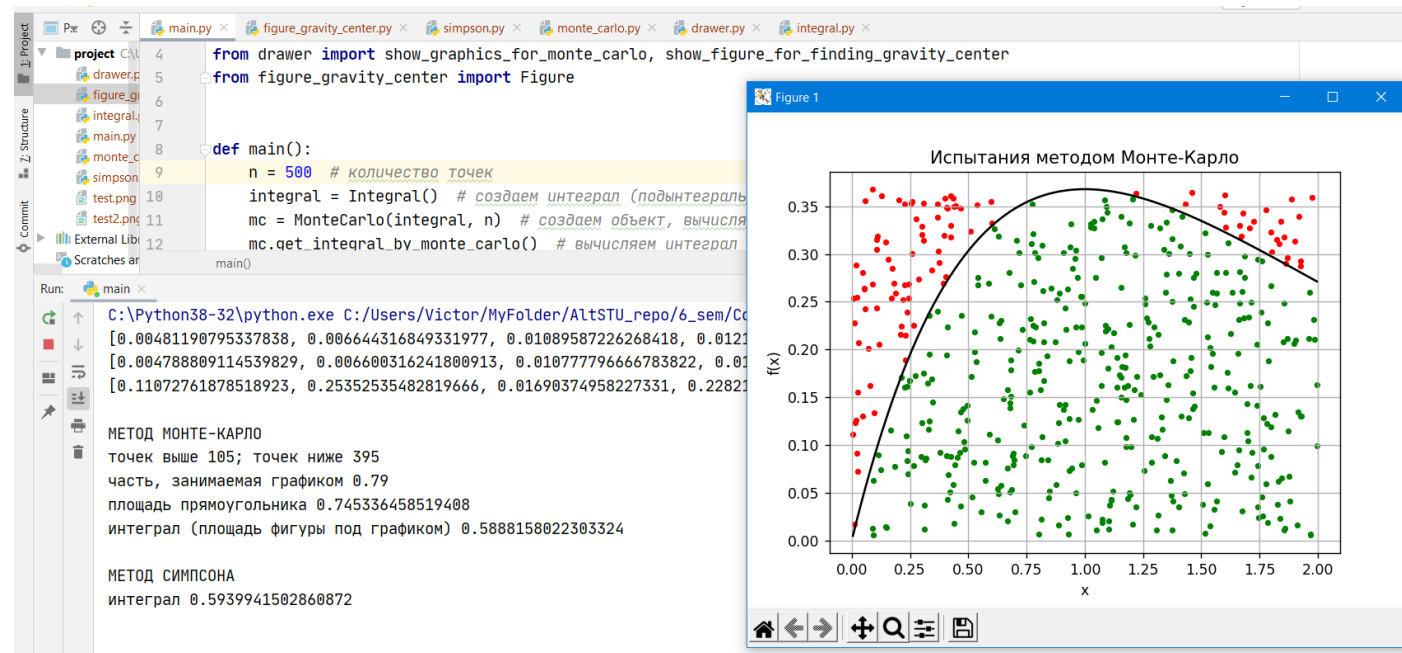 main.py
figure_gravity_center.py
simpson.py
monte_carlo.py
drawer.py
integral.py
1: Project
Z: Structure
Commit
project C:\U
drawer.p
figure_g
integral.
main.py
monte_c
simpson
test.png
test2.png
External Lib
Scratches ar
4 from drawer import show_graphics_for_monte_carlo, show_figure_for_finding_gravity_center
5 from figure_gravity_center import Figure
6
7
8 def main():
9 n = 500 # количество точек
10 integral = Integral() # создаем интеграл (подынтеграль
11 mc = MonteCarlo(integral, n) # создаем объект, вычисля
12 mc.get_integral_by_monte_carlo() # вычисляем интеграл
main()
Run: main
C:\Python38-32\python.exe C:/Users/Victor/MyFolder/AltSTU_repo/6_sem/Co
[0.00481190795337838, 0.006644316849331977, 0.01089587226268418, 0.0121
[0.004788809114539829, 0.006600316241800913, 0.010777796666783822, 0.01
[0.11072761878518923, 0.25352535482819666, 0.01690374958227331, 0.22821
МЕТОД МОНТЕ-КАРЛО
точек выше 105; точек ниже 395
часть, занимаемая графиком 0.79
площадь прямоугольника 0.745336458519408
интеграл (площадь фигуры под графиком) 0.5888158022303324
МЕТОД СИМПСОНА
интеграл 0.5939941502860872
Figure 1
Испытания методом Монте-Карло
f(x)
0.35
0.30
0.25
0.20
0.15
0.10
0.05
0.00
0.00 0.25 0.50 0.75 1.00 1.25 1.50 1.75 2.00
x